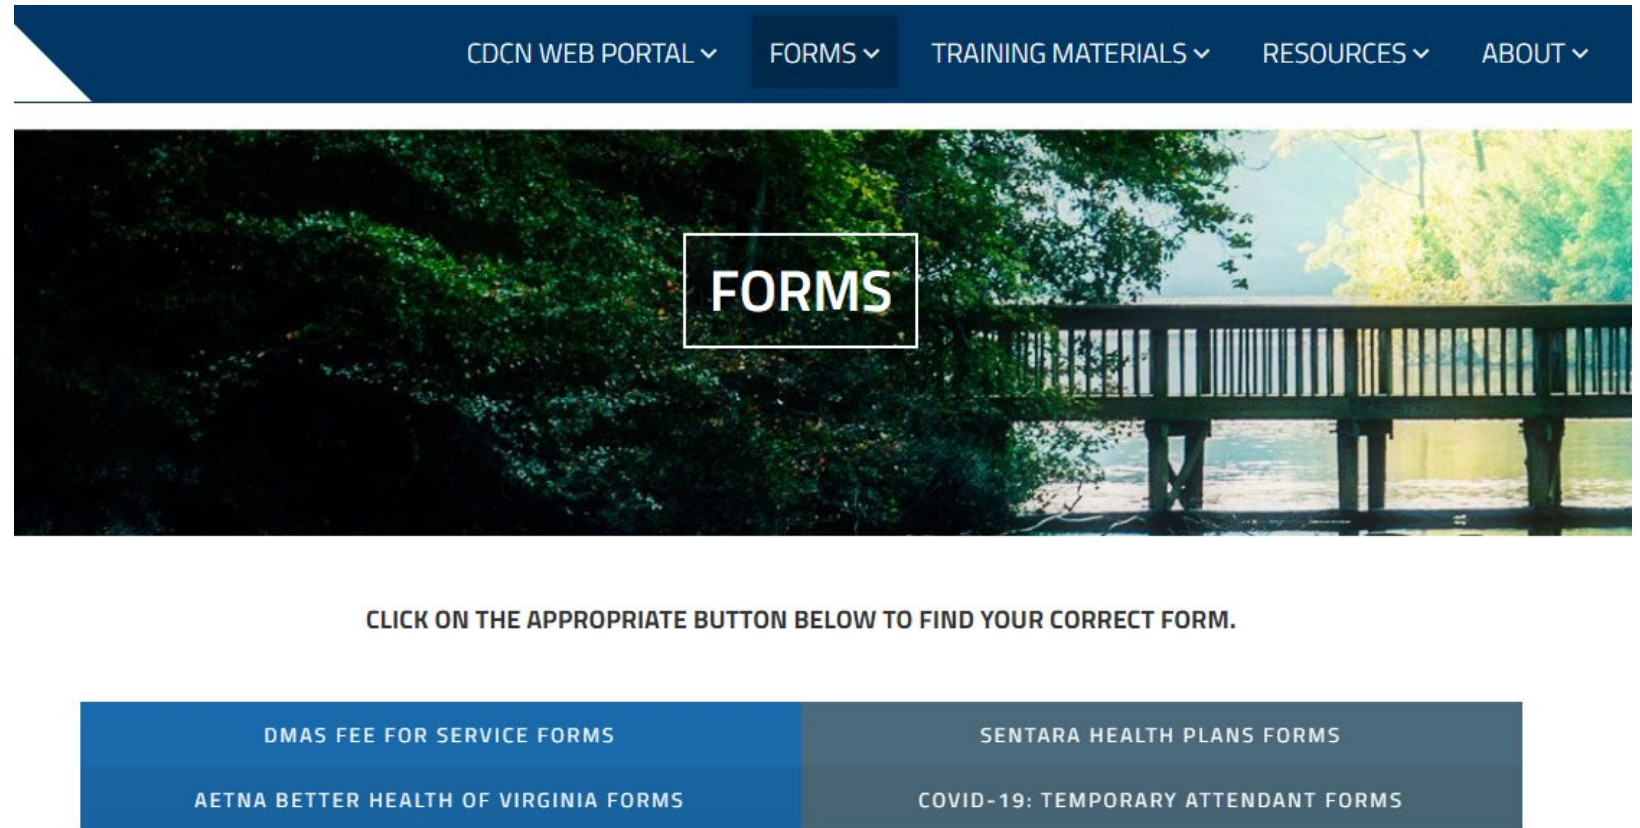 CDCN WEB PORTAL FORMS TRAINING MATERIALS RESOURCES ABOUT
FORMS
CLICK ON THE APPROPRIATE BUTTON BELOW TO FIND YOUR CORRECT FORM.
DMAS FEE FOR SERVICE FORMS
SENTARA HEALTH PLANS FORMS
AETNA BETTER HEALTH OF VIRGINIA FORMS
COVID-19: TEMPORARY ATTENDANT FORMS